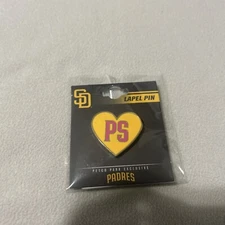 SD
LAPEL PIN
PS
PETCO PARK EXCLUSIVE
PADRES